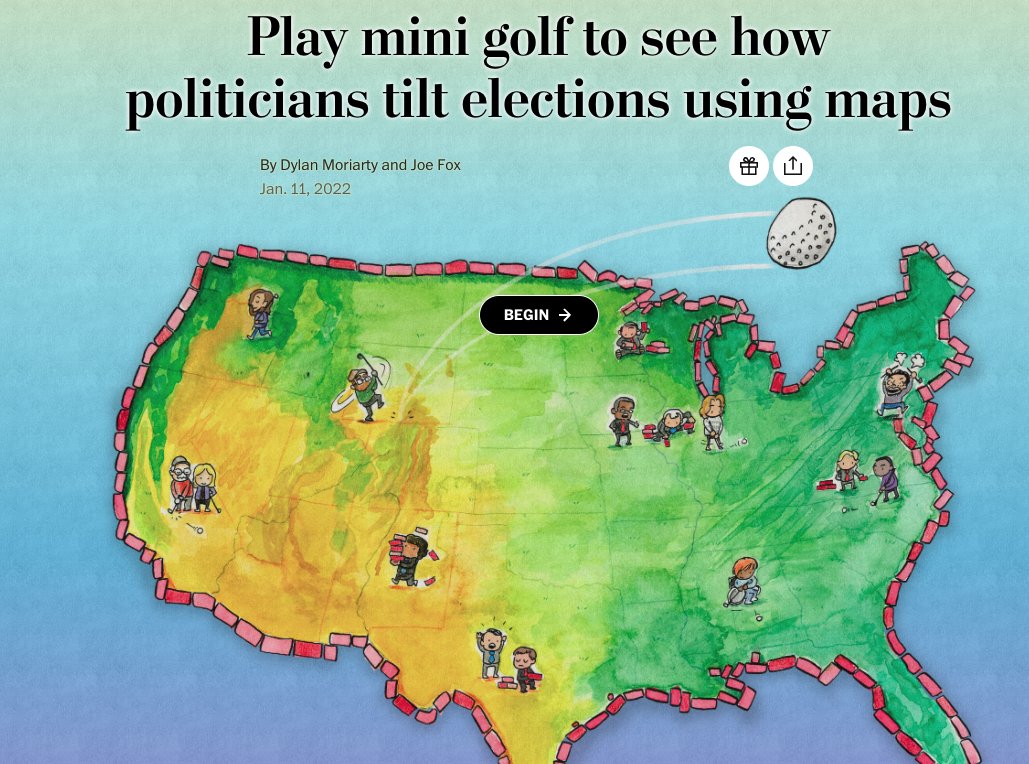 Play mini golf to see how
politicians tilt elections using maps
By Dylan Moriarty and Joe Fox
Jan. 11, 2022
BEGIN →